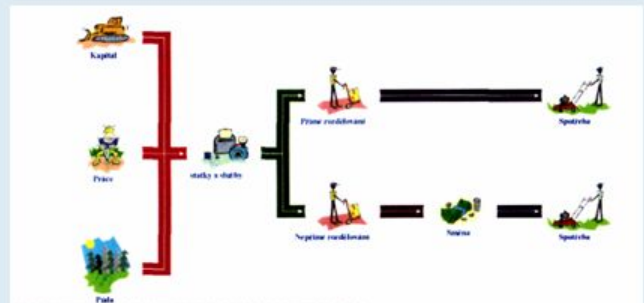 Kapitál
Práce
Půda
statky a služby
Přímé rozdělování
Spotřeba
Nepřímé rozdělování
Směna
Spotřeba